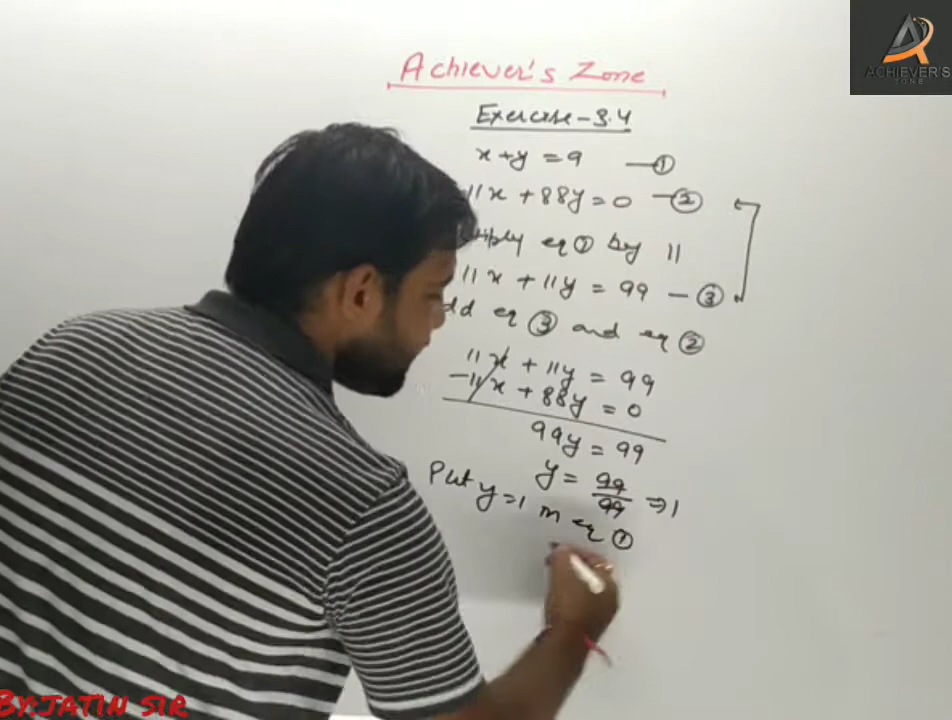 ACHIEVER'S
ZONE
Achiever's Zone
Exercise-3.4
x+y=9 —①
11x+88y=0 —②
eq ① by 11
11x+11y=99 —③
eq ③ and eq ②
11x+11y=99
-11x+88y=0
99y=99
y=99/99 ⇒1
Put y=1 in eq ①
BY:JATIN SIR